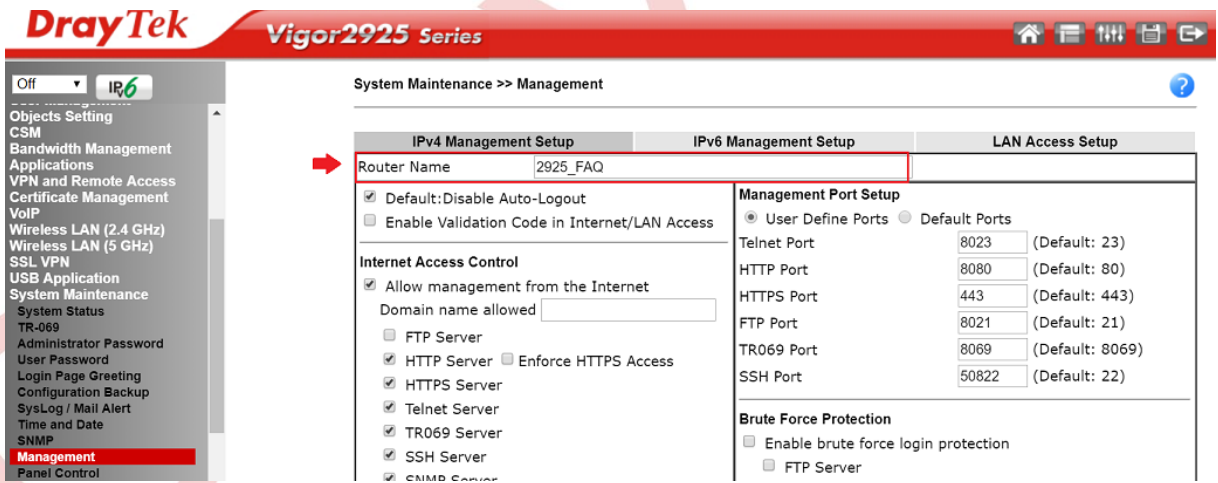 DrayTek
Vigor2925 Series
Off
IPv6
Objects Setting
CSM
Bandwidth Management
Applications
VPN and Remote Access
Certificate Management
VoIP
Wireless LAN (2.4 GHz)
Wireless LAN (5 GHz)
SSL VPN
USB Application
System Maintenance
System Status
TR-069
Administrator Password
User Password
Login Page Greeting
Configuration Backup
SysLog / Mail Alert
Time and Date
SNMP
Management
Panel Control
System Maintenance >> Management
?
IPv4 Management Setup IPv6 Management Setup LAN Access Setup
Router Name 2925_FAQ
Default:Disable Auto-Logout
Enable Validation Code in Internet/LAN Access
Internet Access Control
Allow management from the Internet
Domain name allowed
FTP Server
HTTP Server Enforce HTTPS Access
HTTPS Server
Telnet Server
TR069 Server
SSH Server
SNMP Server
Management Port Setup
User Define Ports Default Ports
Telnet Port 8023 (Default: 23)
HTTP Port 8080 (Default: 80)
HTTPS Port 443 (Default: 443)
FTP Port 8021 (Default: 21)
TR069 Port 8069 (Default: 8069)
SSH Port 50822 (Default: 22)
Brute Force Protection
Enable brute force login protection
FTP Server